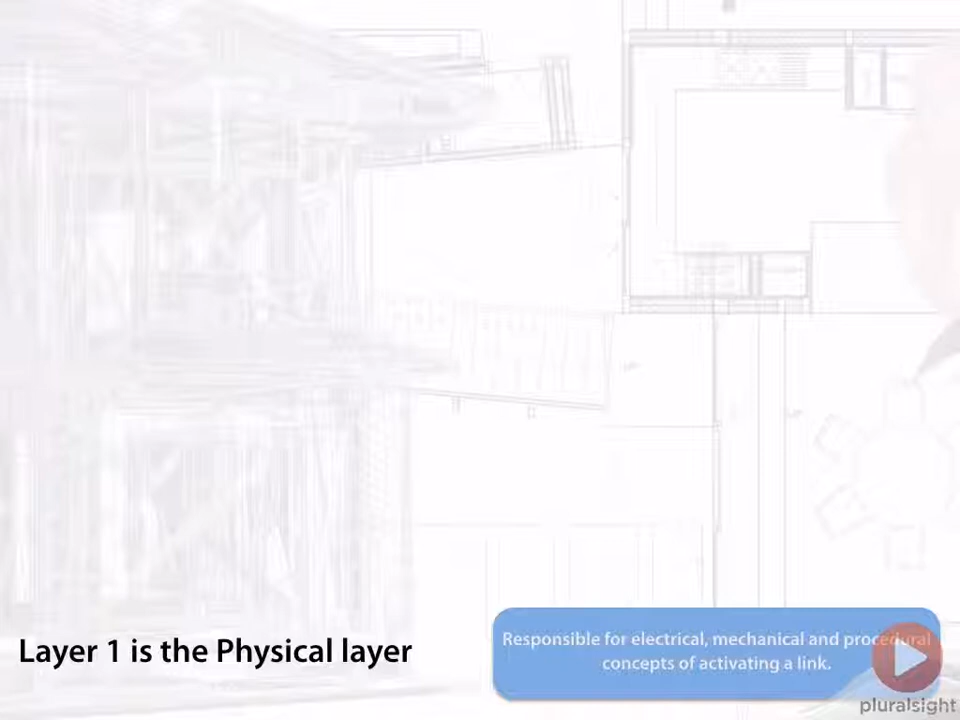 Layer 1 is the Physical layer
Responsible for electrical, mechanical and procedural
concepts of activating a link.
pluralsight